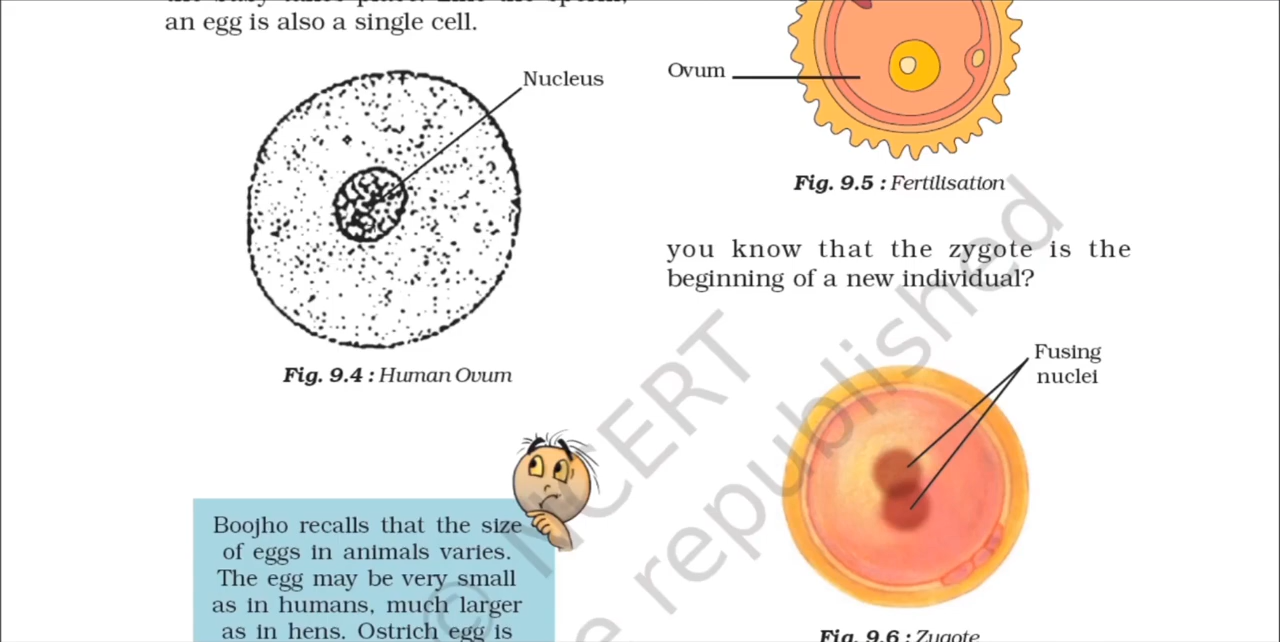 an egg is also a single cell.
Nucleus
Fig. 9.4 : Human Ovum
Boojho recalls that the size
of eggs in animals varies.
The egg may be very small
as in humans, much larger
as in hens. Ostrich egg is
Ovum
Fig. 9.5 : Fertilisation
you know that the zygote is the
beginning of a new individual?
Fusing
nuclei
Fig. 9.6 : Zygote
© NCERT
republished